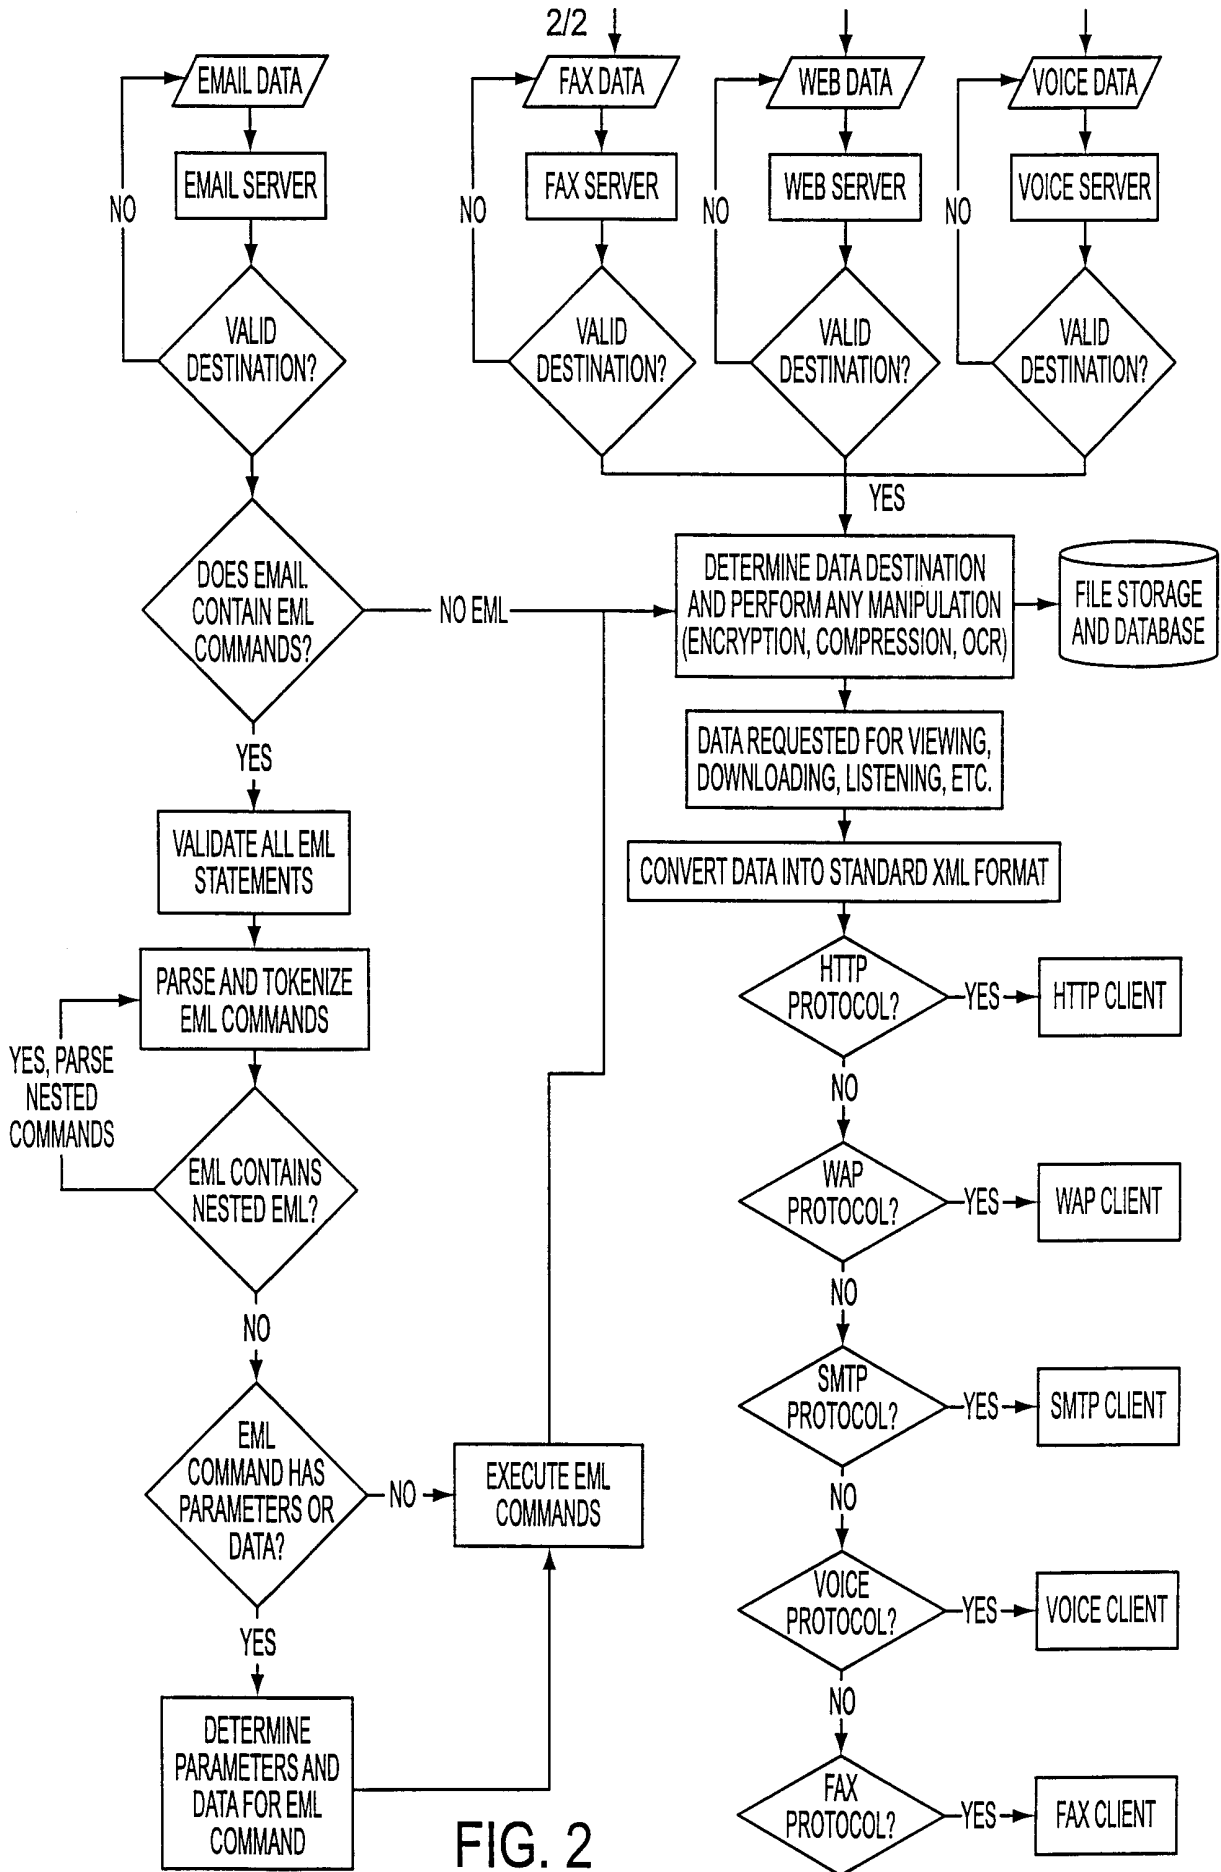 2/2
EMAIL DATA
FAX DATA
WEB DATA
VOICE DATA
EMAIL SERVER
FAX SERVER
WEB SERVER
VOICE SERVER
NO
NO
NO
NO
VALID
DESTINATION?
VALID
DESTINATION?
VALID
DESTINATION?
VALID
DESTINATION?
YES
DOES EMAIL
CONTAIN EML
COMMANDS?
NO EML
DETERMINE DATA DESTINATION
AND PERFORM ANY MANIPULATION
(ENCRYPTION, COMPRESSION, OCR)
FILE STORAGE
AND DATABASE
YES
DATA REQUESTED FOR VIEWING,
DOWNLOADING, LISTENING, ETC.
VALIDATE ALL EML
STATEMENTS
CONVERT DATA INTO STANDARD XML FORMAT
PARSE AND TOKENIZE
EML COMMANDS
HTTP
PROTOCOL?
YES
HTTP CLIENT
YES, PARSE
NESTED
COMMANDS
NO
EML CONTAINS
NESTED EML?
WAP
PROTOCOL?
YES
WAP CLIENT
NO
NO
SMTP
PROTOCOL?
YES
SMTP CLIENT
EML
COMMAND HAS
PARAMETERS OR
DATA?
NO
EXECUTE EML
COMMANDS
NO
VOICE
PROTOCOL?
YES
VOICE CLIENT
YES
NO
DETERMINE
PARAMETERS AND
DATA FOR EML
COMMAND
FAX
PROTOCOL?
YES
FAX CLIENT
FIG. 2